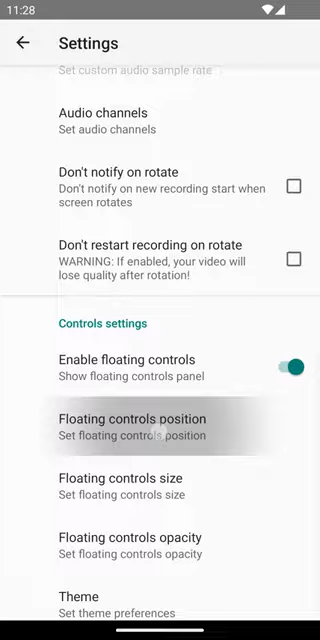 11:28
Settings
Set custom audio sample rate
Audio channels
Set audio channels
Don't notify on rotate
Don't notify on new recording start when
screen rotates
Don't restart recording on rotate
WARNING: If enabled, your video will
lose quality after rotation!
Controls settings
Enable floating controls
Show floating controls panel
Floating controls position
Set floating controls position
Floating controls size
Set floating controls size
Floating controls opacity
Set floating controls opacity
Theme
Set theme preferences